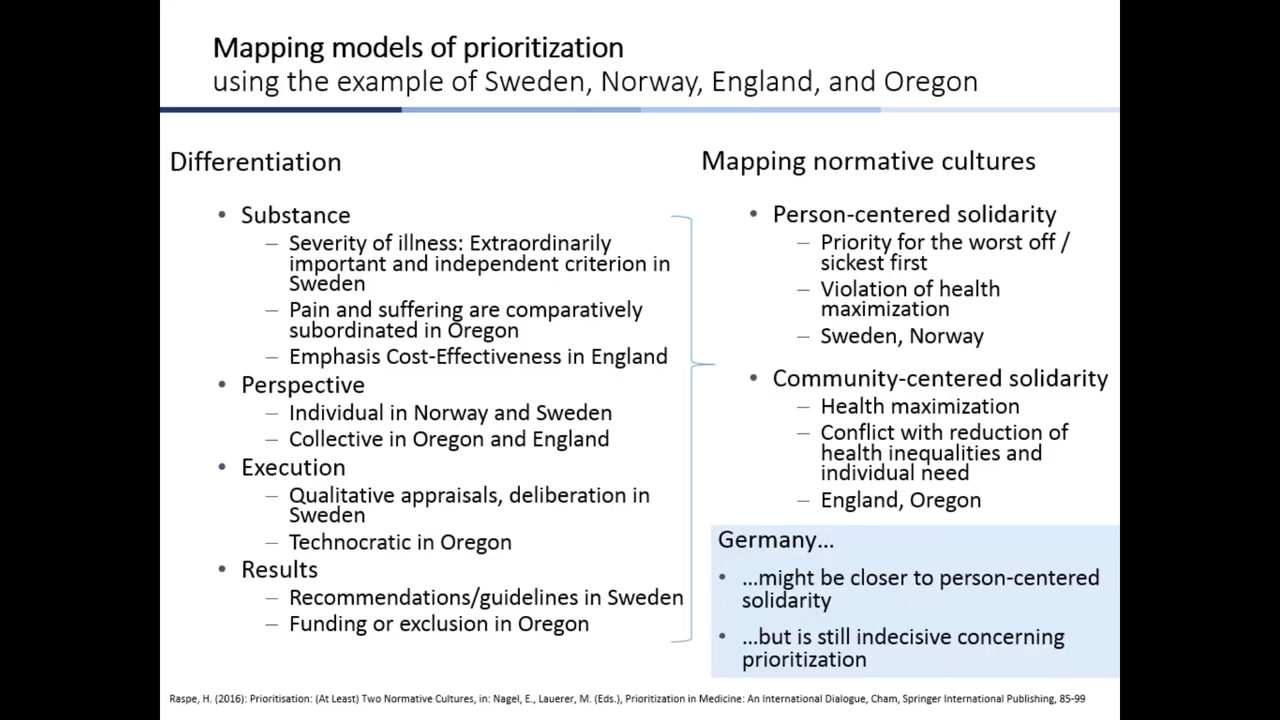 Mapping models of prioritization
using the example of Sweden, Norway, England, and Oregon
Differentiation
• Substance
– Severity of illness: Extraordinarily
important and independent criterion in
Sweden
– Pain and suffering are comparatively
subordinated in Oregon
– Emphasis Cost-Effectiveness in England
• Perspective
– Individual in Norway and Sweden
– Collective in Oregon and England
• Execution
– Qualitative appraisals, deliberation in
Sweden
– Technocratic in Oregon
• Results
– Recommendations/guidelines in Sweden
– Funding or exclusion in Oregon
Mapping normative cultures
• Person-centered solidarity
– Priority for the worst off /
sickest first
– Violation of health
maximization
– Sweden, Norway
• Community-centered solidarity
– Health maximization
– Conflict with reduction of
health inequalities and
individual need
– England, Oregon
Germany…
• …might be closer to person-centered
solidarity
• …but is still indecisive concerning
prioritization
Raspe, H. (2016): Prioritisation: (At Least) Two Normative Cultures, in: Nagel, E., Lauerer, M. (Eds.), Prioritization in Medicine: An International Dialogue, Cham, Springer International Publishing, 85-99